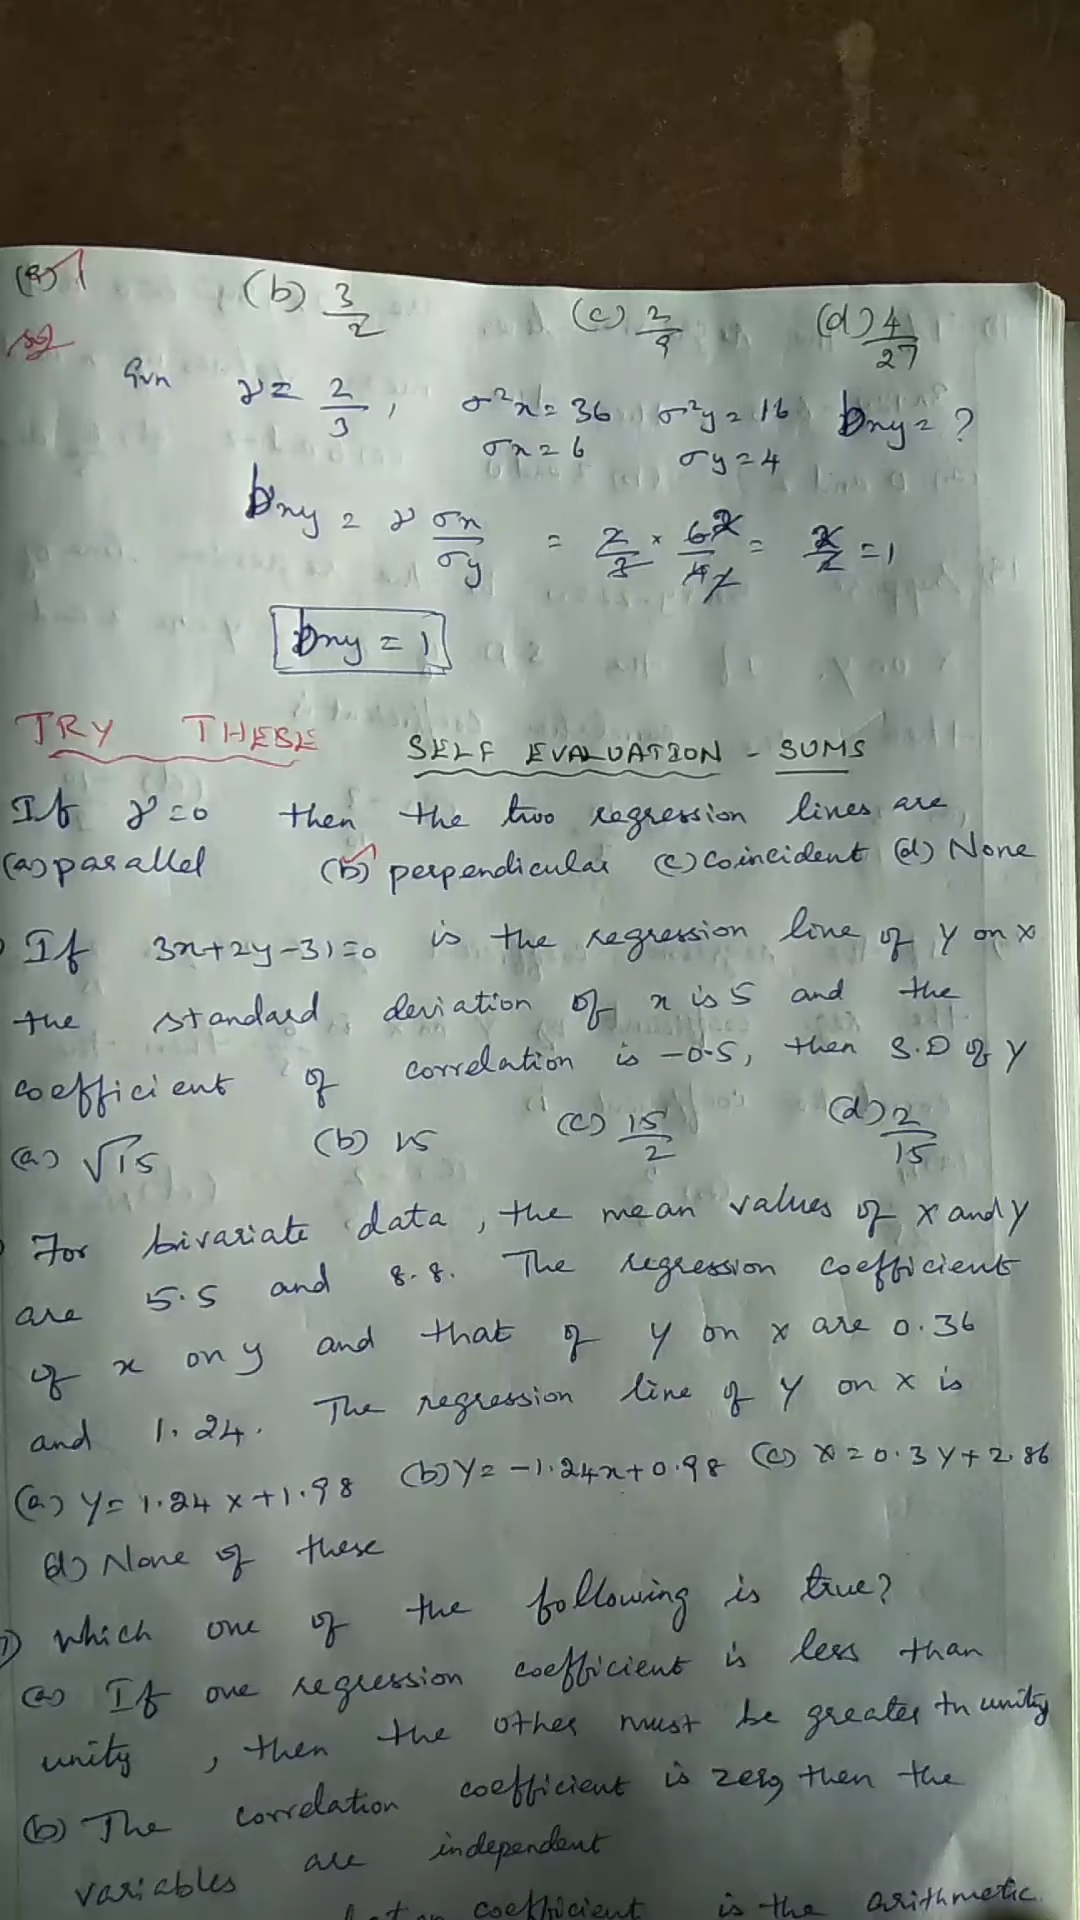 (a) 1 (b) 3/2 (c) 2/9 (d) 4/27
Sol
Gvn γ = 2/3, σ²x = 36 σ²y = 16 bxy = ?
σx = 6 σy = 4
bxy = γ σx/σy = 2/3 × 6/4 = 2/2 = 1
bxy = 1
TRY THESE SELF EVALUATION - SUMS
If γ = 0 then the two regression lines are
(a) parallel (b) perpendicular (c) coincident (d) None
If 3x+2y-31=0 is the regression line of y on x
the standard deviation of x is 5 and the
coefficient of correlation is -0.5, then S.D of y
(a) √15 (b) 15 (c) 15/2 (d) 2/15
For bivariate data, the mean values of x and y
are 5.5 and 8.8. The regression coefficient
of x on y and that of y on x are 0.36
and 1.24. The regression line of y on x is
(a) y = 1.24 x + 1.98 (b) y = -1.24x + 0.98 (c) x = 0.3 y + 2.86
(d) None of these
which one of the following is true?
(a) If one regression coefficient is less than
unity, then the other must be greater tn unity
(b) The correlation coefficient is zero, then the
variables are independent
coefficient is the arithmetic